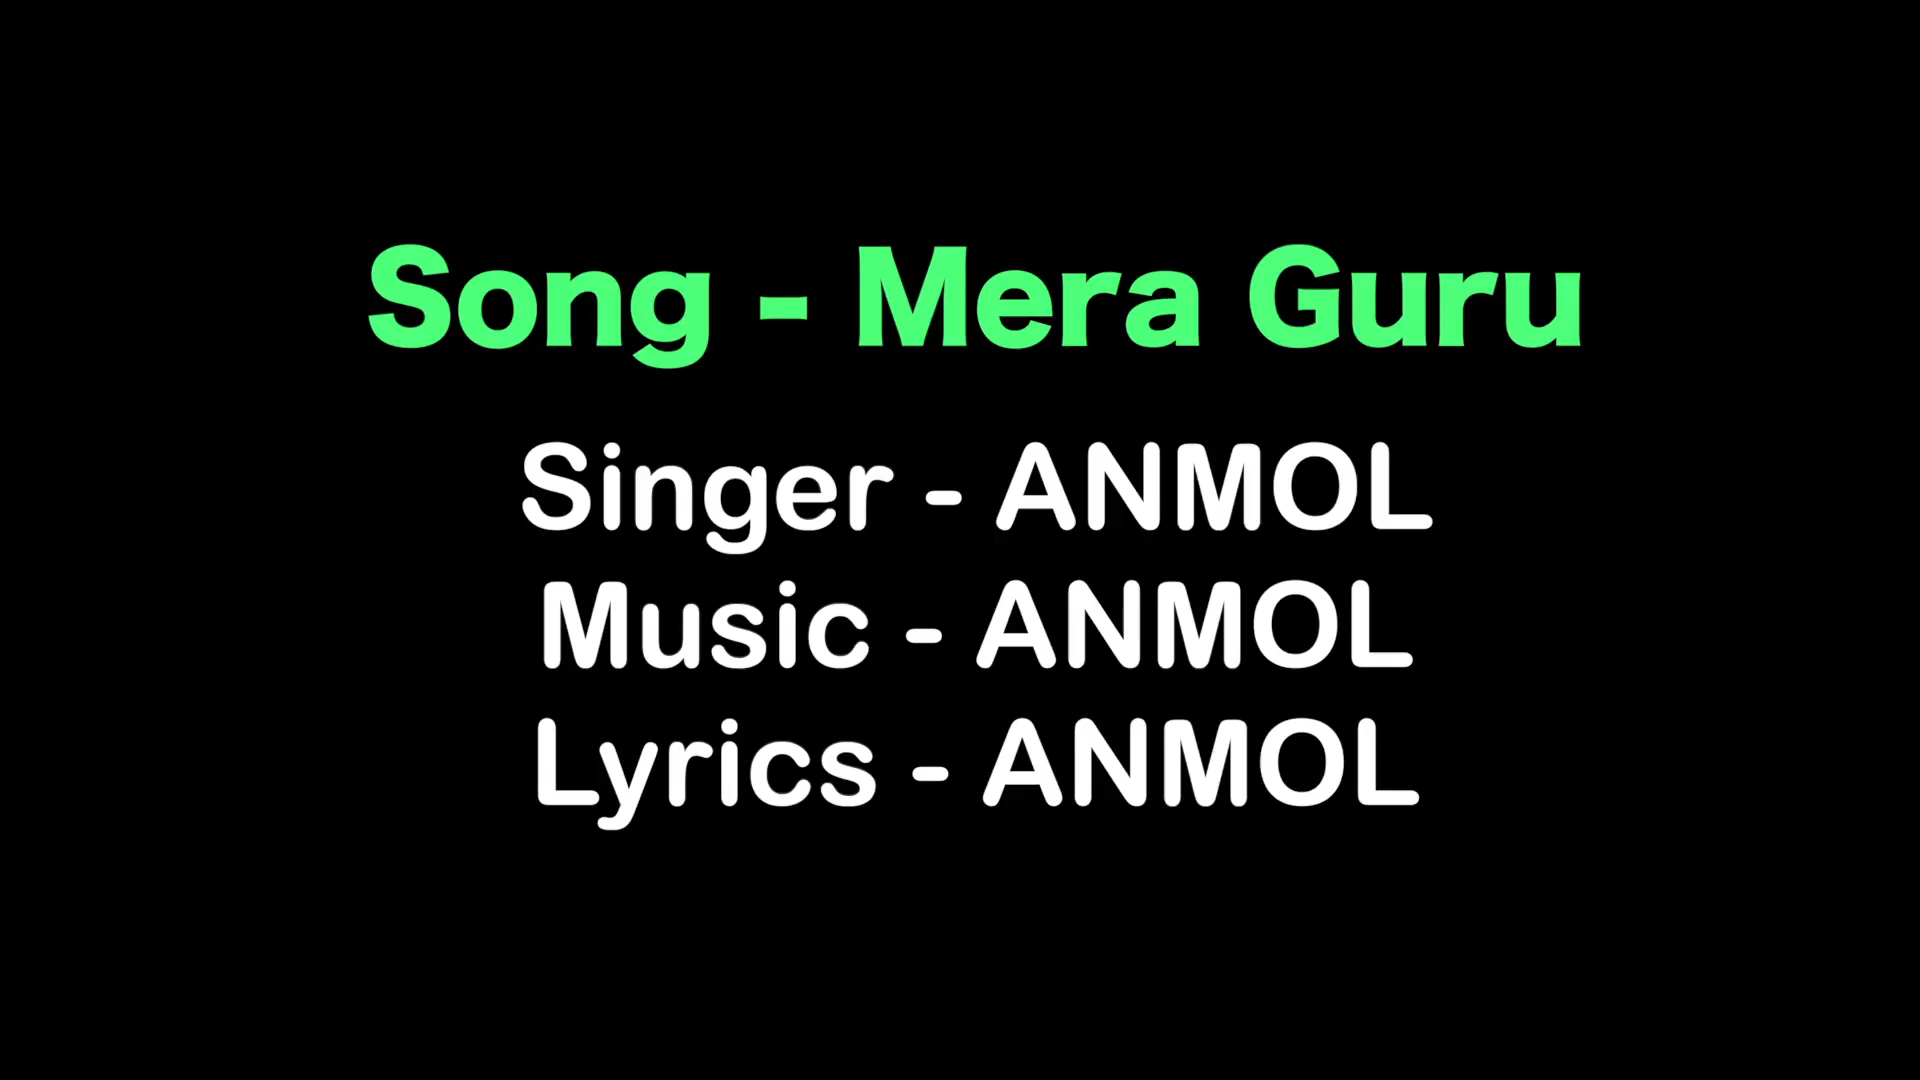 Song - Mera Guru
Singer - ANMOL
Music - ANMOL
Lyrics - ANMOL